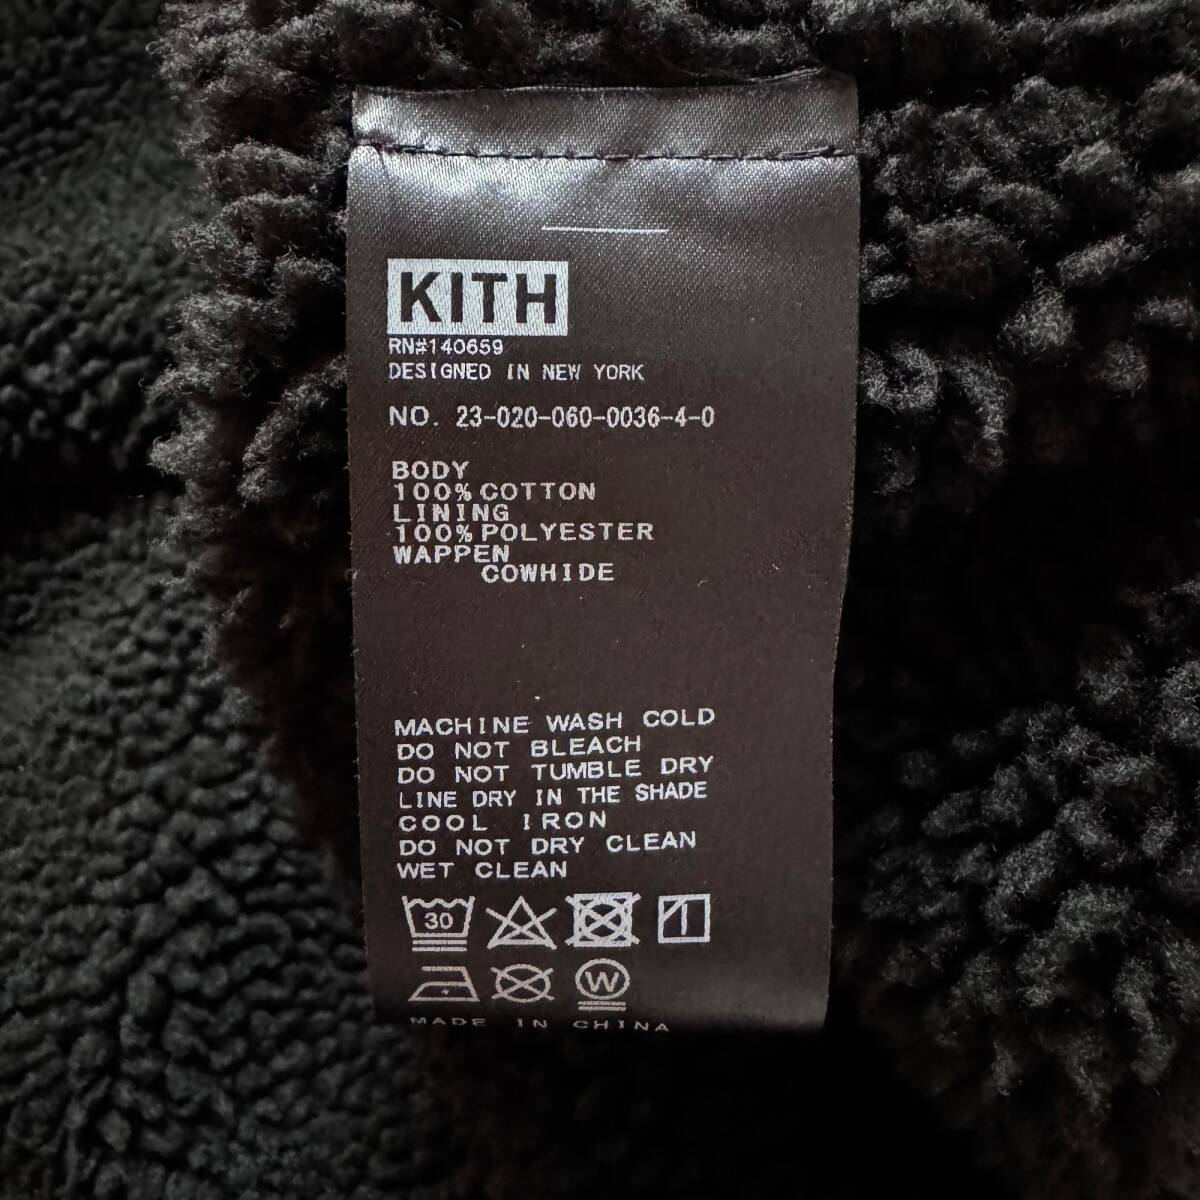 KITH
RN#140659
DESIGNED IN NEW YORK
NO. 23-020-060-0036-4-0
BODY
100% COTTON
LINING
100% POLYESTER
WAPPEN
COWHIDE
MACHINE WASH COLD
DO NOT BLEACH
DO NOT TUMBLE DRY
LINE DRY IN THE SHADE
COOL IRON
DO NOT DRY CLEAN
WET CLEAN
30
W
MADE IN CHINA